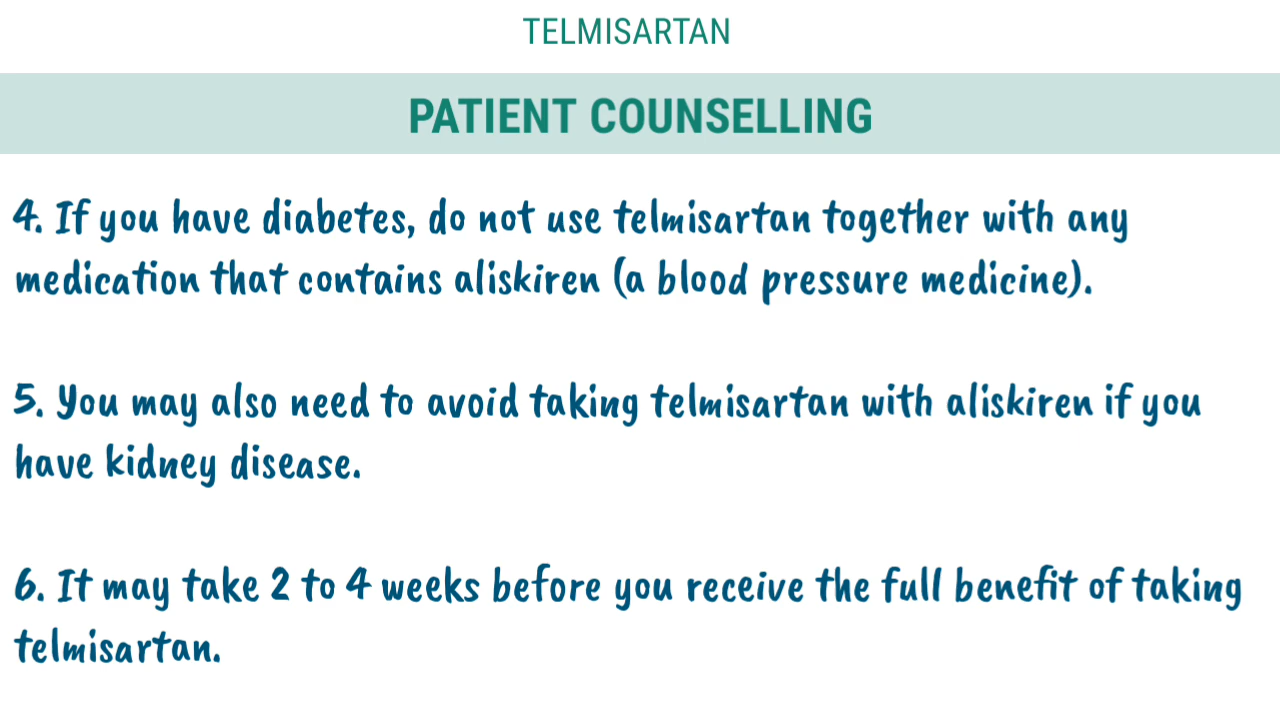 TELMISARTAN
PATIENT COUNSELLING
4. If you have diabetes, do not use telmisartan together with any
medication that contains aliskiren (a blood pressure medicine).
5. You may also need to avoid taking telmisartan with aliskiren if you
have kidney disease.
6. It may take 2 to 4 weeks before you receive the full benefit of taking
telmisartan.